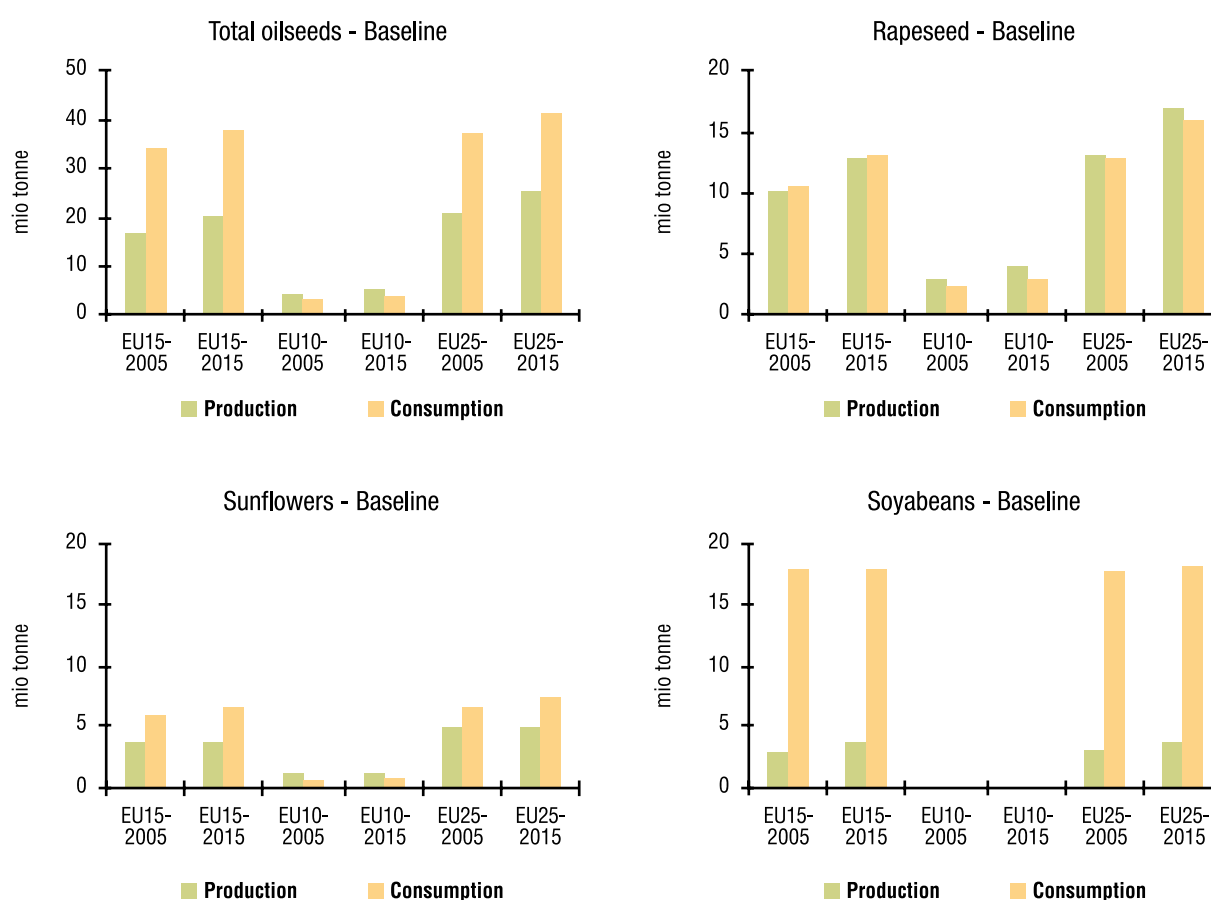 Total oilseeds - Baseline
50
40
30
20
10
0
mio tonne
EU15-
2005
EU15-
2015
EU10-
2005
EU10-
2015
EU25-
2005
EU25-
2015
Production
Consumption
Rapeseed - Baseline
20
15
10
5
0
mio tonne
EU15-
2005
EU15-
2015
EU10-
2005
EU10-
2015
EU25-
2005
EU25-
2015
Production
Consumption
Sunflowers - Baseline
20
15
10
5
0
mio tonne
EU15-
2005
EU15-
2015
EU10-
2005
EU10-
2015
EU25-
2005
EU25-
2015
Production
Consumption
Soyabeans - Baseline
20
15
10
5
0
mio tonne
EU15-
2005
EU15-
2015
EU10-
2005
EU10-
2015
EU25-
2005
EU25-
2015
Production
Consumption